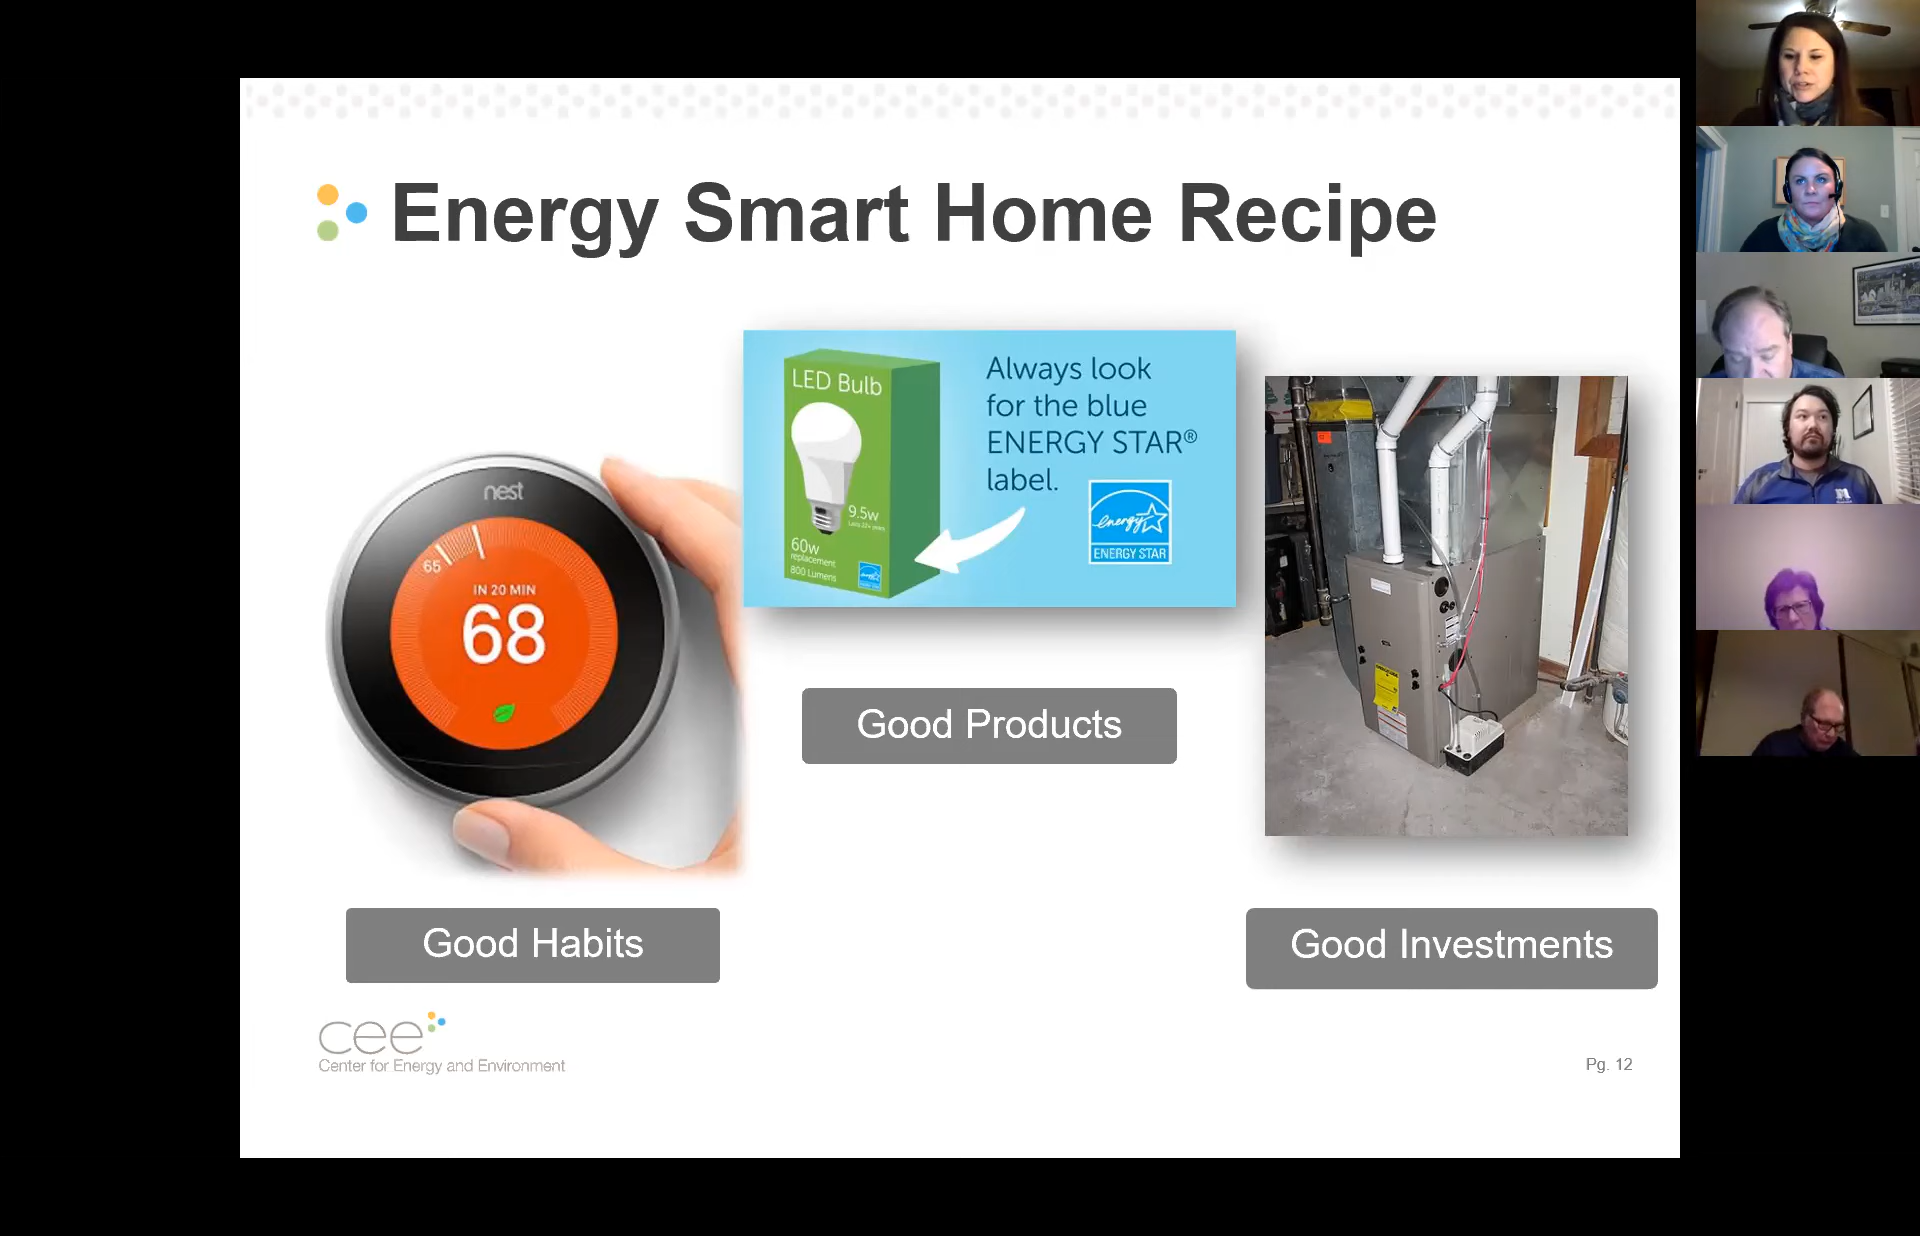 Energy Smart Home Recipe
nest
65
IN 20 MIN
68
LED Bulb
9.5w
60w
replacement
800 Lumens
Always look
for the blue
ENERGY STAR®
label.
energy
ENERGY STAR
Good Products
Good Habits
Good Investments
cee
Center for Energy and Environment
Pg. 12